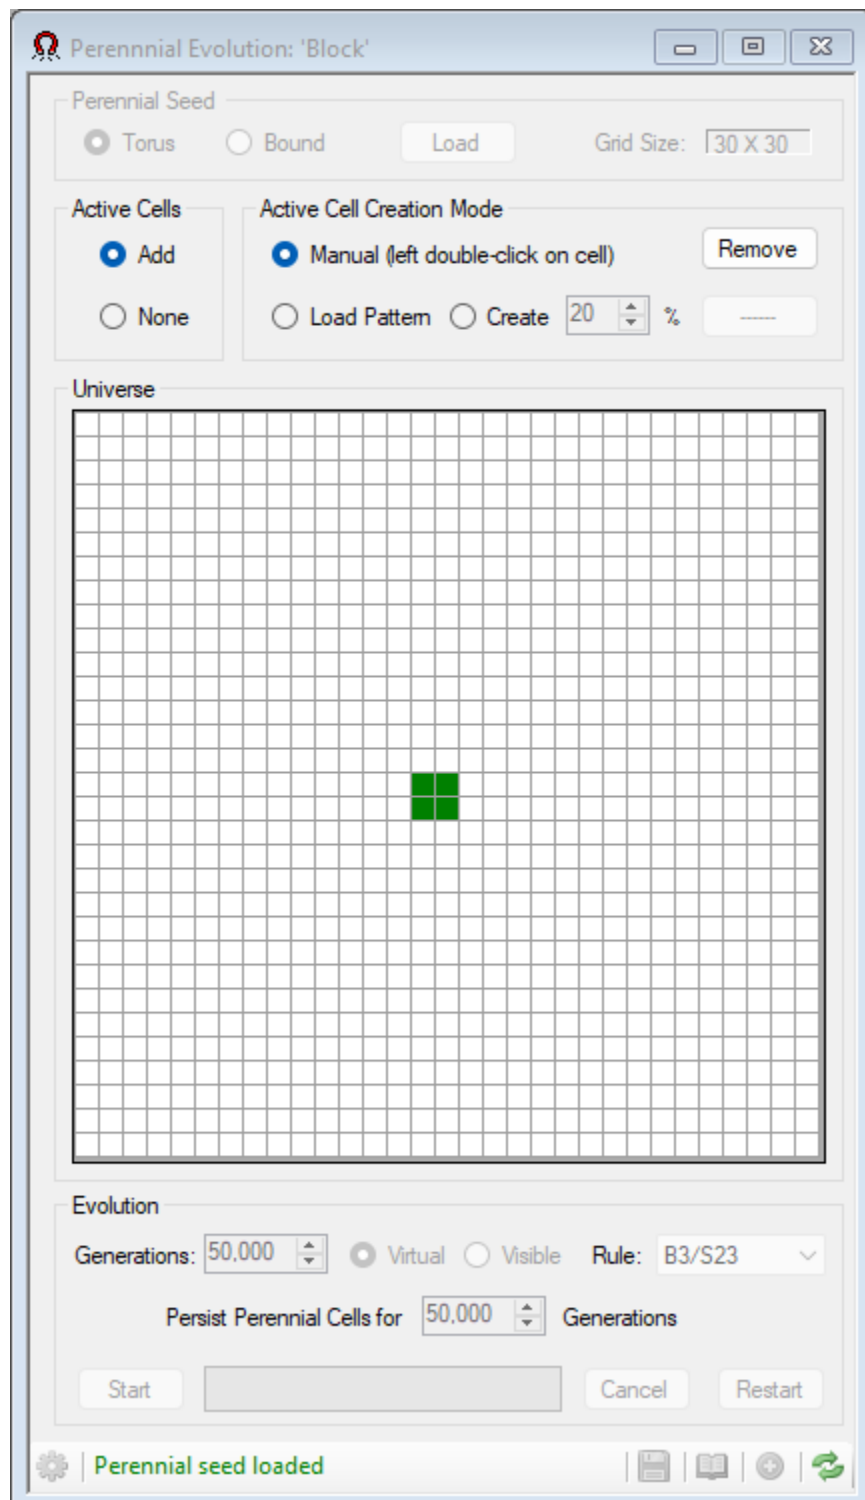 Perennnial Evolution: 'Block'
Perennial Seed
Torus Bound Load Grid Size: 30 X 30
Active Cells Active Cell Creation Mode
Add Manual (left double-click on cell) Remove
None Load Pattern Create 20 % ------
Universe
Evolution
Generations: 50,000 Virtual Visible Rule: B3/S23
Persist Perennial Cells for 50,000 Generations
Start Cancel Restart
Perennial seed loaded